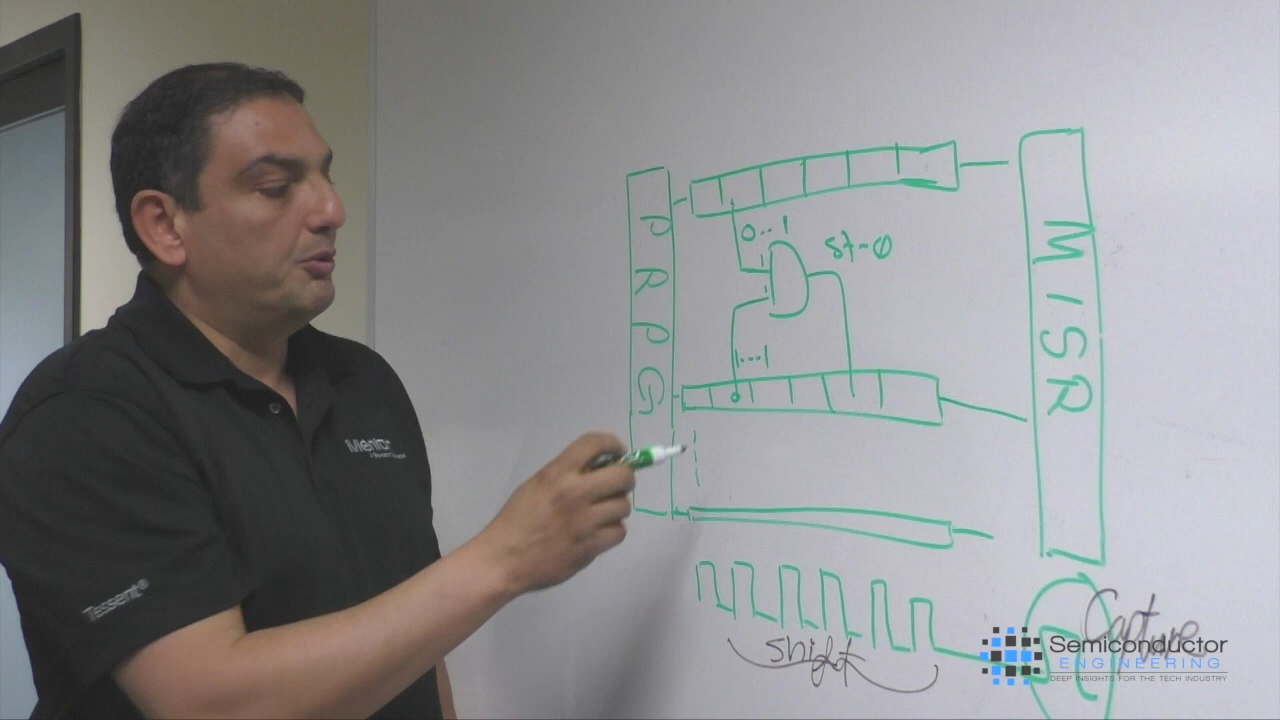 PRPG
0...1
st-0
1...1
MISR
shift
Capture
Mentor
Tessent®
Semiconductor
ENGINEERING
DEEP INSIGHTS FOR THE TECH INDUSTRY